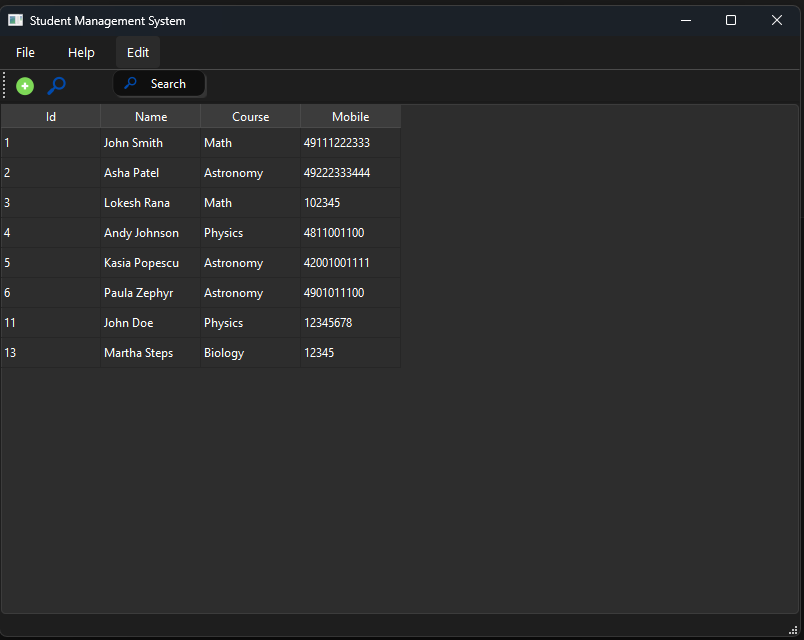 Student Management System
File Help Edit
Search
Id Name Course Mobile
1 John Smith Math 49111222333
2 Asha Patel Astronomy 49222333444
3 Lokesh Rana Math 102345
4 Andy Johnson Physics 4811001100
5 Kasia Popescu Astronomy 42001001111
6 Paula Zephyr Astronomy 4901011100
11 John Doe Physics 12345678
13 Martha Steps Biology 12345